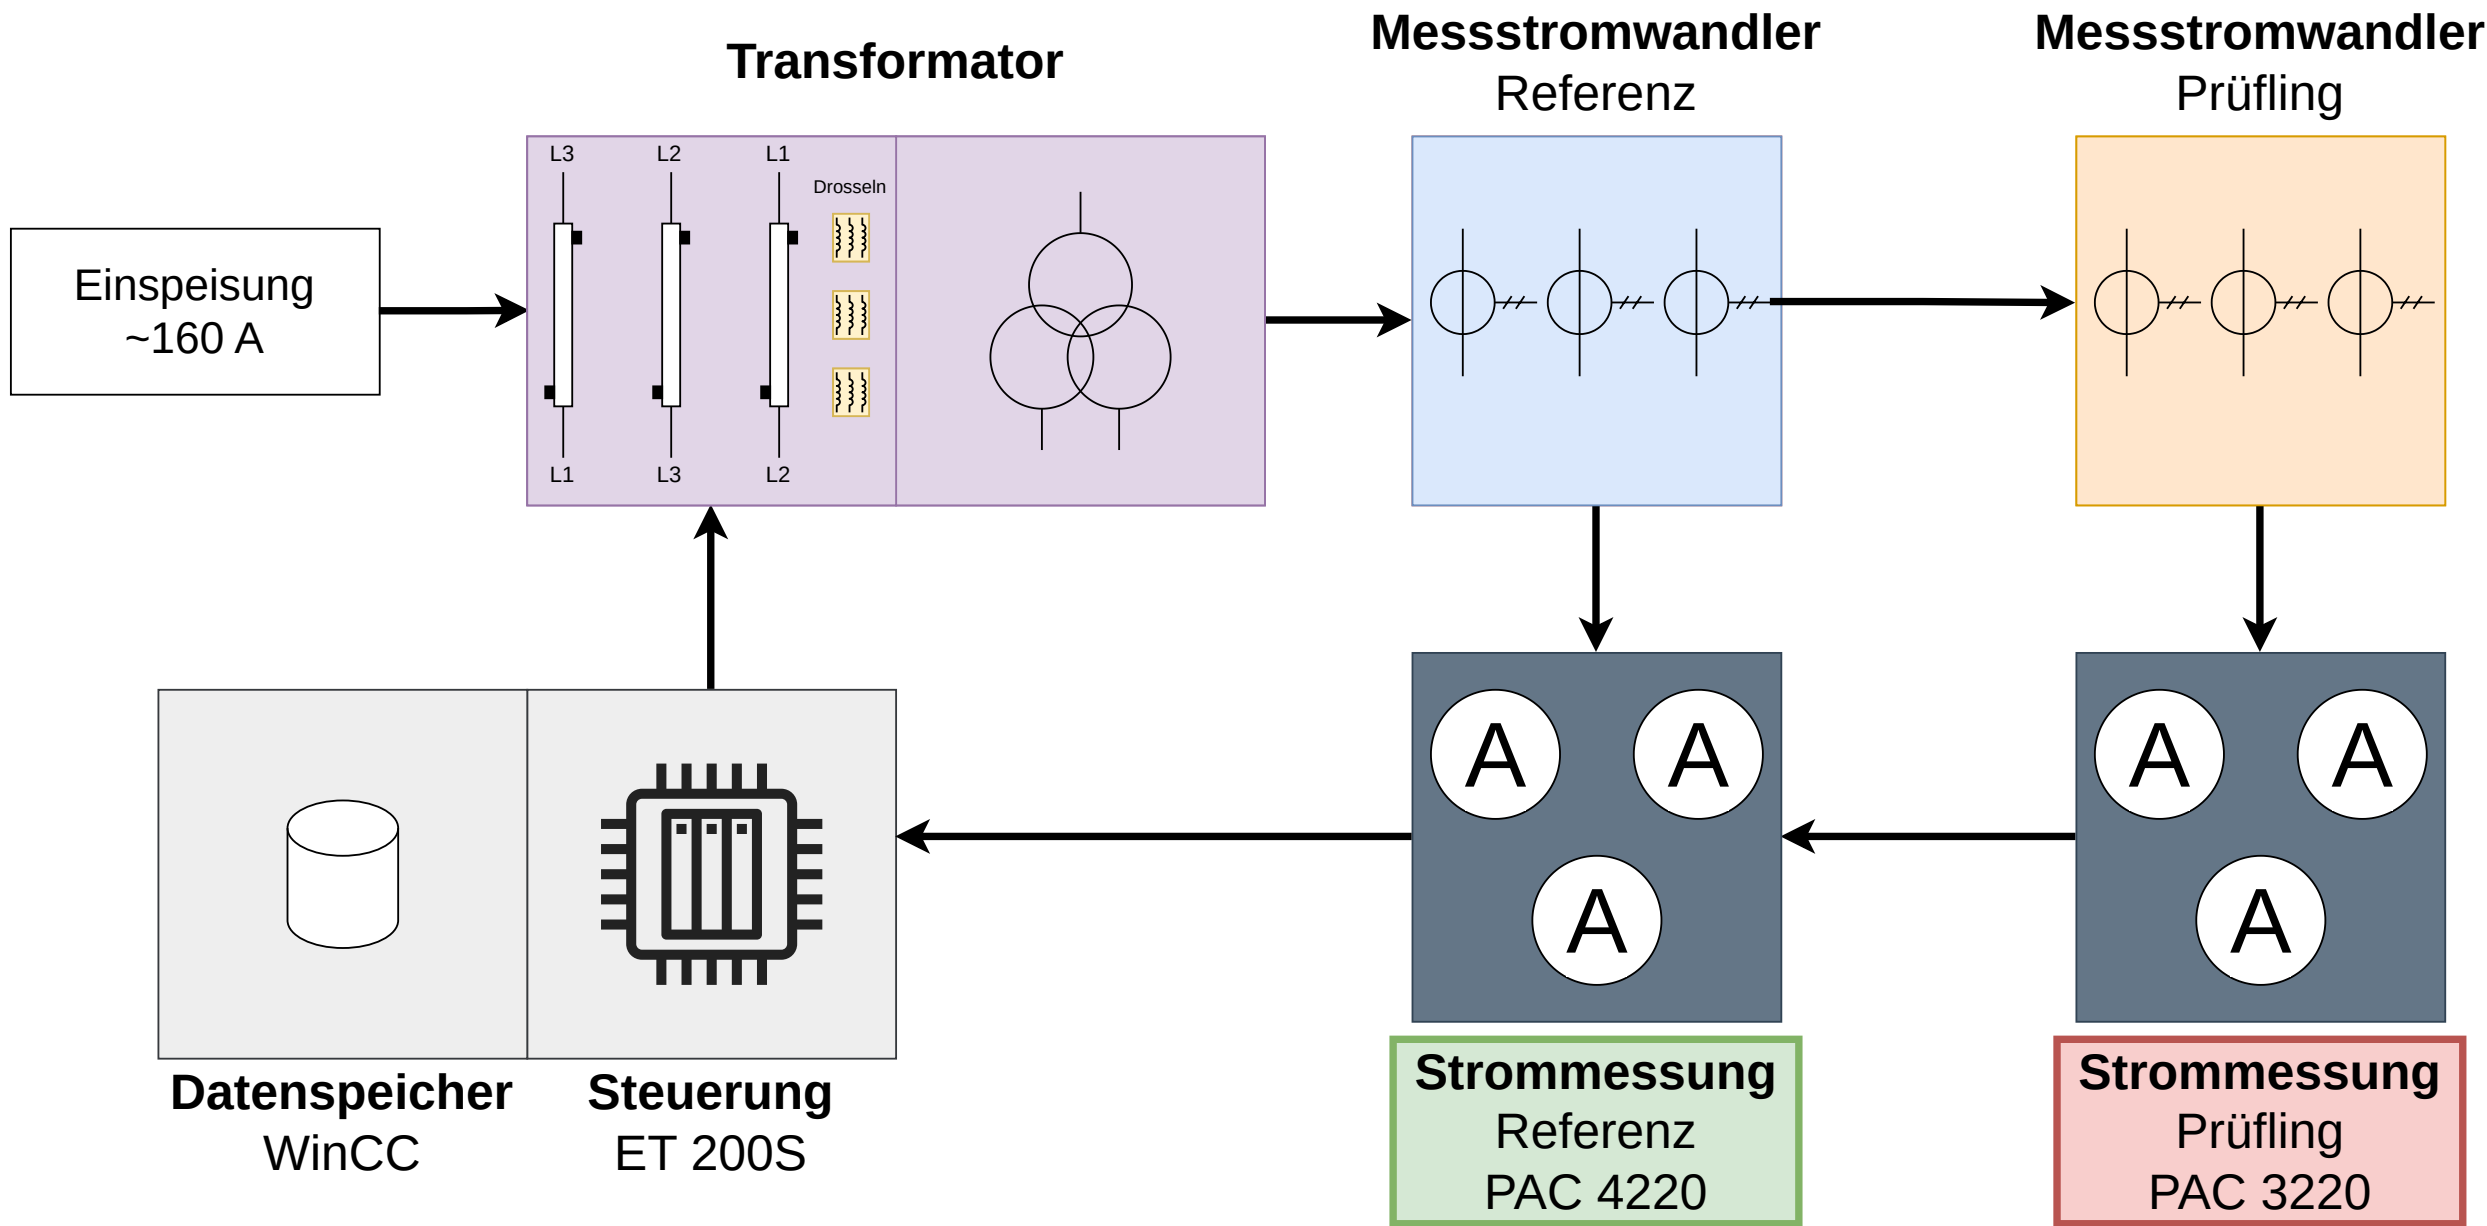 Transformator
Messstromwandler
Referenz
Messstromwandler
Prüfling
Einspeisung
~160 A
L3
L2
L1
Drosseln
L1
L3
L2
A
A
A
A
A
A
Datenspeicher
WinCC
Steuerung
ET 200S
Strommessung
Referenz
PAC 4220
Strommessung
Prüfling
PAC 3220